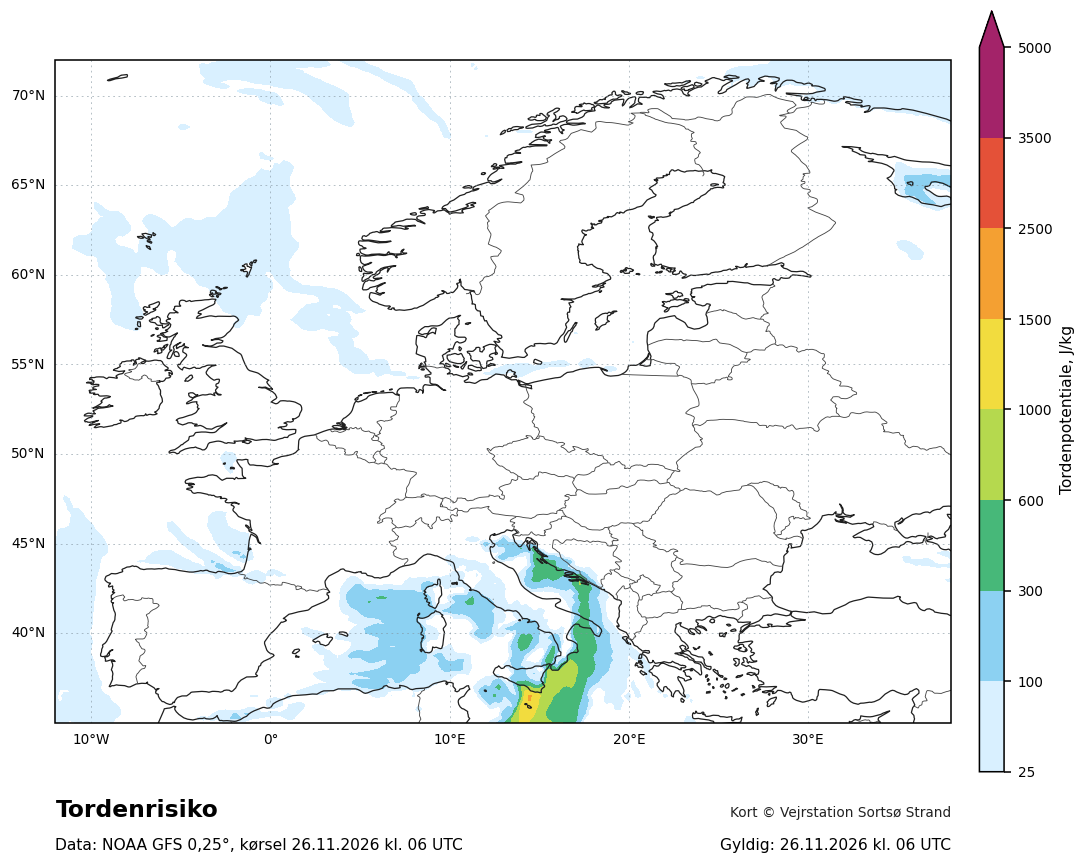 70°N
65°N
60°N
55°N
50°N
45°N
40°N
10°W
0°
10°E
20°E
30°E
5000
3500
2500
1500
1000
600
300
100
25
Tordenpotentiale, J/kg
Tordenrisiko
Kort © Vejrstation Sortsø Strand
Data: NOAA GFS 0,25°, kørsel 26.11.2026 kl. 06 UTC
Gyldig: 26.11.2026 kl. 06 UTC